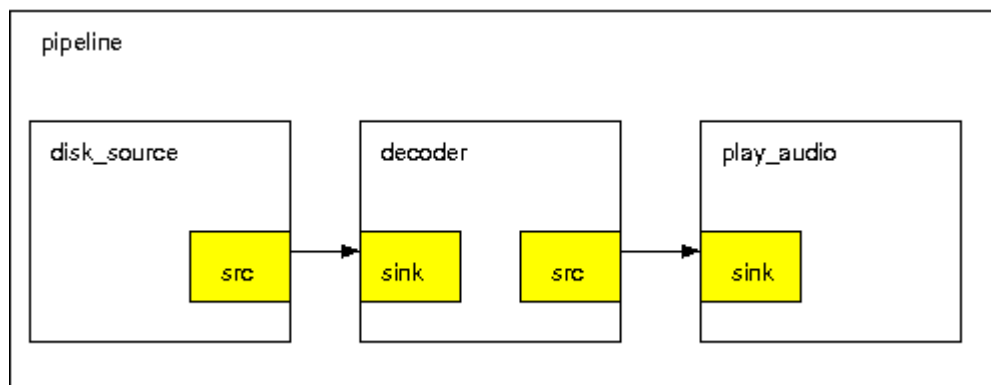 pipeline
disk_source
decoder
play_audio
src
sink
src
sink